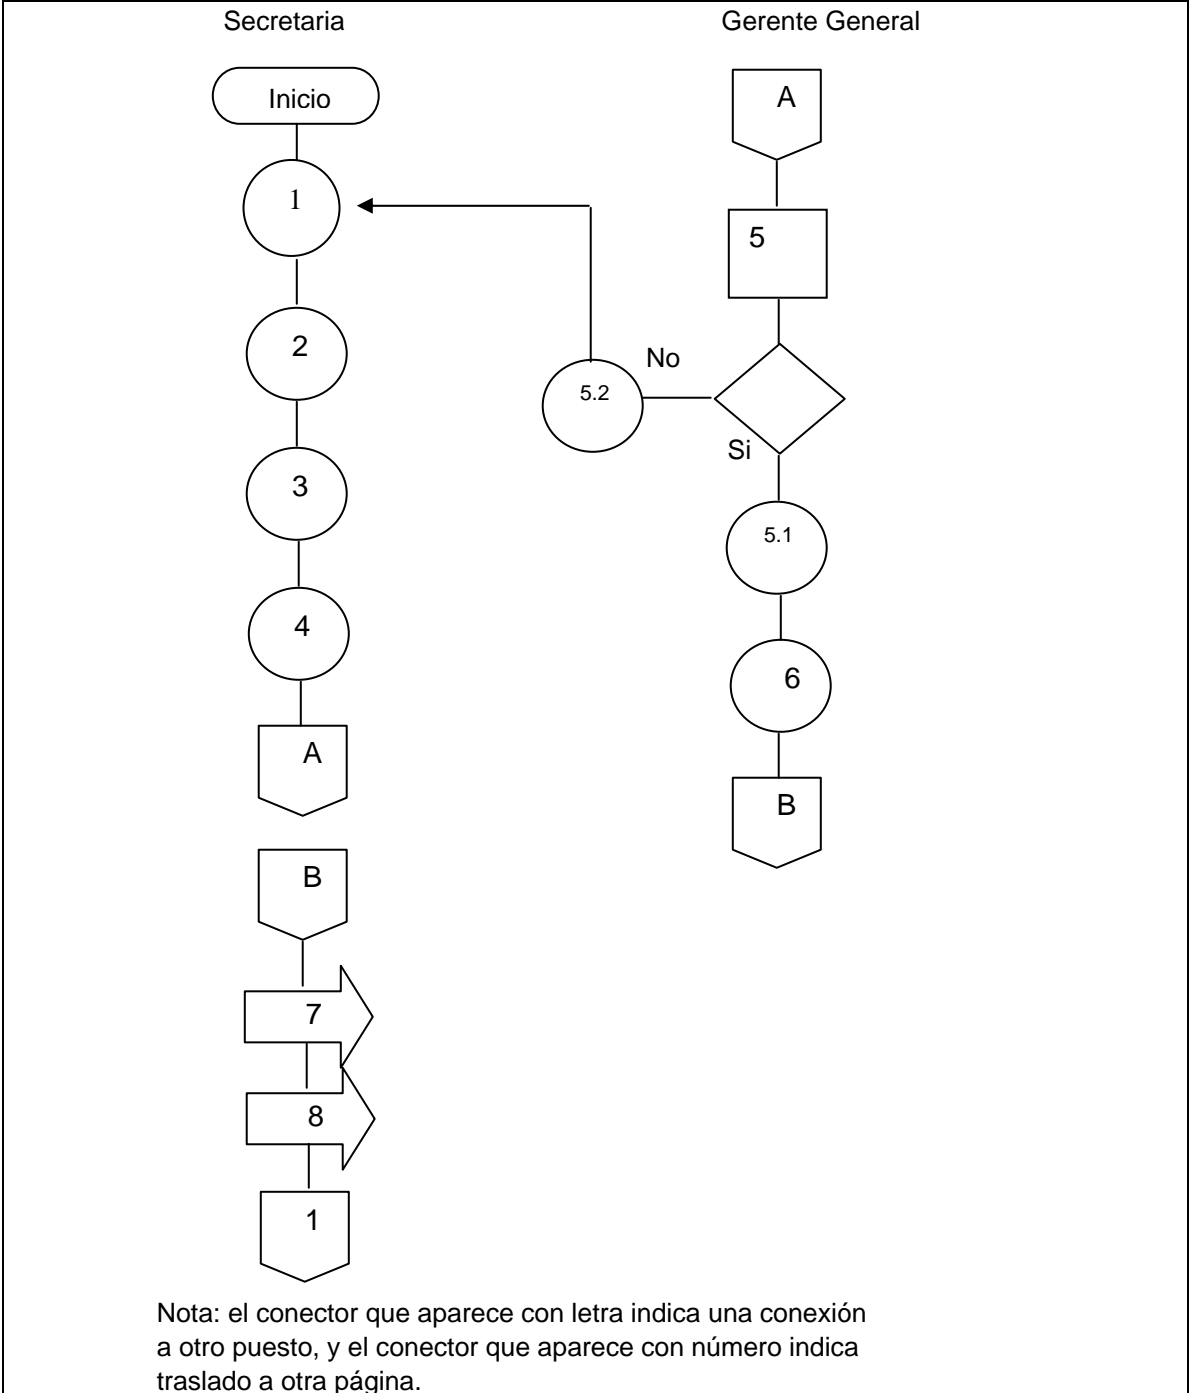 Secretaria
Gerente General
Inicio
1
2
3
4
A
B
7
8
1
A
5
No
5.2
Si
5.1
6
B
Nota: el conector que aparece con letra indica una conexión
a otro puesto, y el conector que aparece con número indica
traslado a otra página.